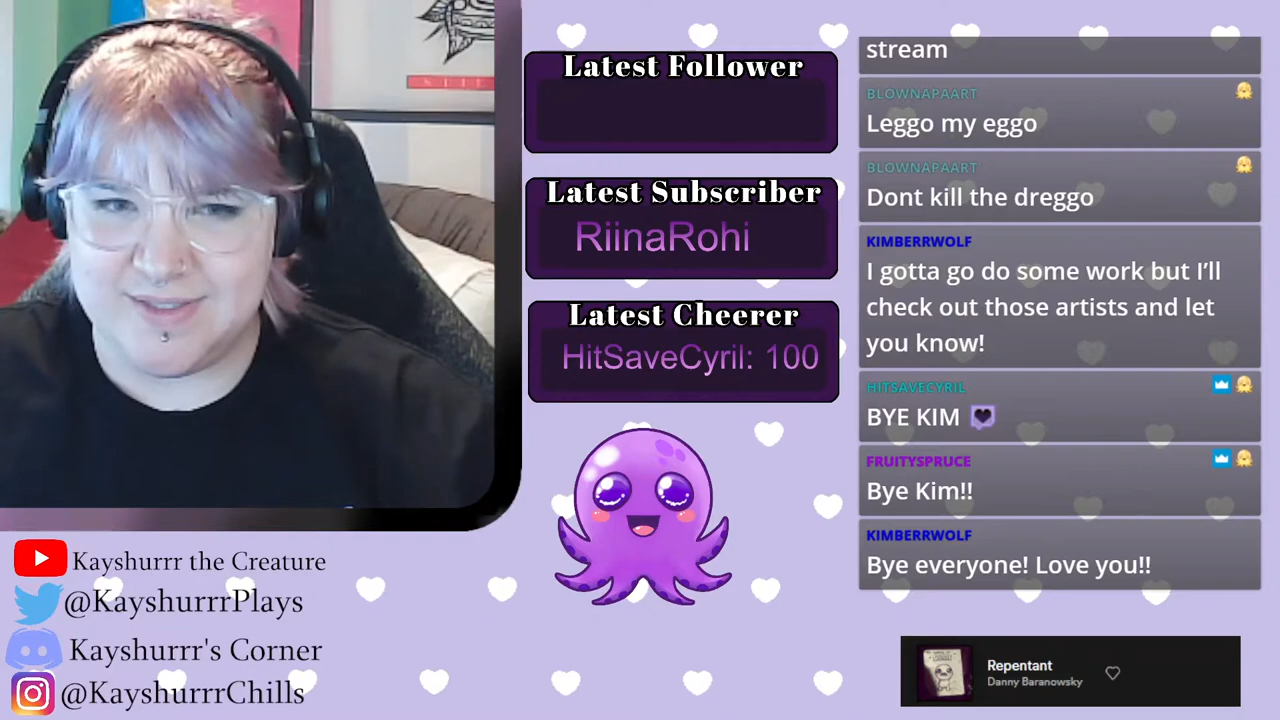 Latest Follower
Latest Subscriber
RiinaRohi
Latest Cheerer
HitSaveCyril: 100
stream
BLOWNAPAART
Leggo my eggo
BLOWNAPAART
Dont kill the dreggo
KIMBERRWOLF
I gotta go do some work but I’ll
check out those artists and let
you know!
HITSAVECYRIL
BYE KIM
FRUITYSPRUCE
Bye Kim!!
KIMBERRWOLF
Bye everyone! Love you!!
Kayshurrr the Creature
@KayshurrrPlays
Kayshurrr's Corner
@KayshurrrChills
Repentant
Danny Baranowsky